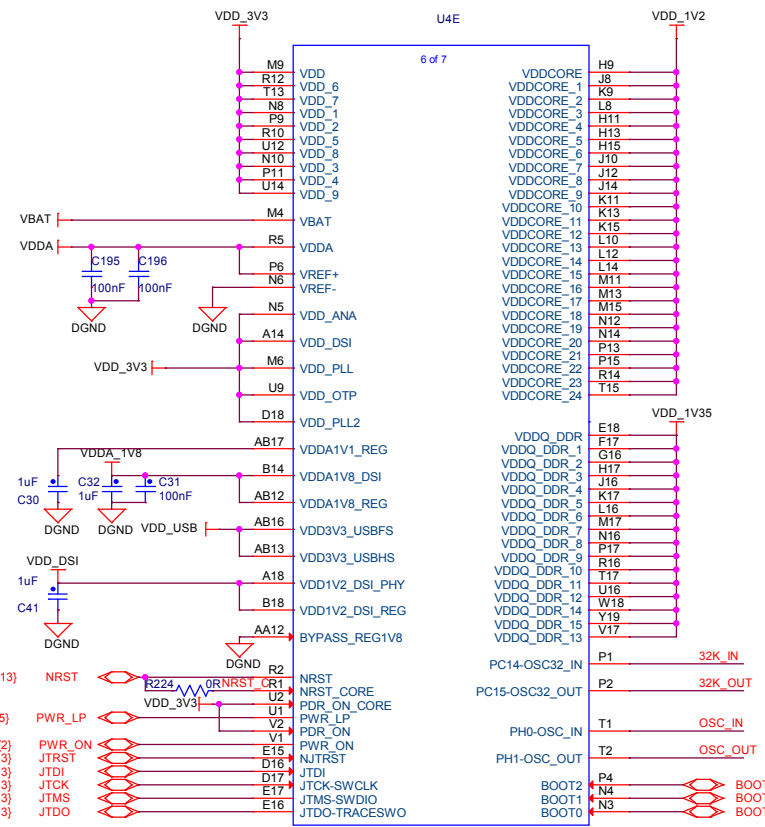 VDD_3V3
U4E
VDD_1V2
6 of 7
M9 VDD
R12 VDD_6
T13 VDD_7
N8 VDD_1
P9 VDD_2
R10 VDD_5
U12 VDD_8
N10 VDD_3
P11 VDD_4
U14 VDD_9
VBAT M4 VBAT
VDDA R5 VDDA
C195 C196
100nF 100nF
P6 VREF+
N6 VREF-
DGND DGND
N5 VDD_ANA
A14 VDD_DSI
VDD_3V3 M6 VDD_PLL
U9 VDD_OTP
D18 VDD_PLL2
AB17 VDDA1V1_REG
VDDA_1V8
B14 VDDA1V8_DSI
1uF C32 C31
C30 1uF 100nF
AB12 VDDA1V8_REG
DGND DGND
VDD_USB AB16 VDD3V3_USBFS
AB13 VDD3V3_USBHS
VDD_DSI
1uF
C41
A18 VDD1V2_DSI_PHY
B18 VDD1V2_DSI_REG
DGND
AA12 BYPASS_REG1V8
DGND
13} NRST R2 NRST
R224 0R NRST_C R1 NRST_CORE
VDD_3V3 U2 PDR_ON_CORE
5} PWR_LP U1 PWR_LP
V2 PDR_ON
2} PWR_ON V1 PWR_ON
3} JTRST E15 NJTRST
3} JTDI D16 JTDI
3} JTCK D17 JTCK-SWCLK
3} JTMS E17 JTMS-SWDIO
3} JTDO E16 JTDO-TRACESWO
VDDCORE H9
VDDCORE_1 J8
VDDCORE_2 K9
VDDCORE_3 L8
VDDCORE_4 H11
VDDCORE_5 H13
VDDCORE_6 H15
VDDCORE_7 J10
VDDCORE_8 J12
VDDCORE_9 J14
VDDCORE_10 K11
VDDCORE_11 K13
VDDCORE_12 K15
VDDCORE_13 L10
VDDCORE_14 L12
VDDCORE_15 L14
VDDCORE_16 M11
VDDCORE_17 M13
VDDCORE_18 M15
VDDCORE_19 N12
VDDCORE_20 N14
VDDCORE_21 P13
VDDCORE_22 P15
VDDCORE_23 R14
VDDCORE_24 T15
VDD_1V35
VDDQ_DDR E18
VDDQ_DDR_1 F17
VDDQ_DDR_2 G16
VDDQ_DDR_3 H17
VDDQ_DDR_4 J16
VDDQ_DDR_5 K17
VDDQ_DDR_6 L16
VDDQ_DDR_7 M17
VDDQ_DDR_8 N16
VDDQ_DDR_9 P17
VDDQ_DDR_10 R16
VDDQ_DDR_11 T17
VDDQ_DDR_12 U16
VDDQ_DDR_14 W18
VDDQ_DDR_15 Y19
VDDQ_DDR_13 V17
PC14-OSC32_IN P1 32K_IN
PC15-OSC32_OUT P2 32K_OUT
PH0-OSC_IN T1 OSC_IN
PH1-OSC_OUT T2 OSC_OUT
BOOT2 P4 BOOT
BOOT1 N4 BOOT
BOOT0 N3 BOOT